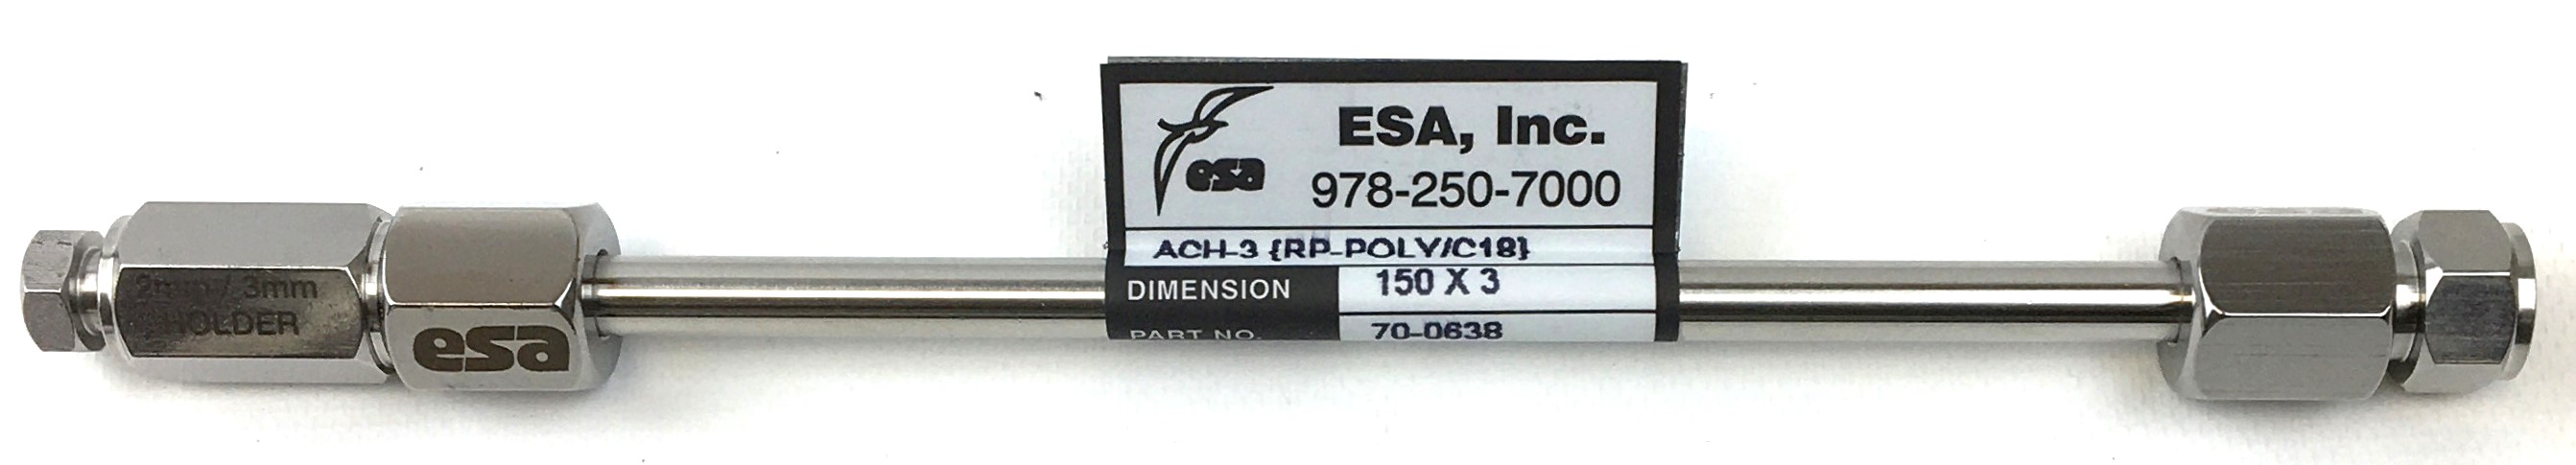 esa
ESA, Inc.
978-250-7000
ACH-3 {RP-POLY/C18}
DIMENSION 150 X 3
PART NO. 70-0638
2mm / 3mm
HOLDER
esa